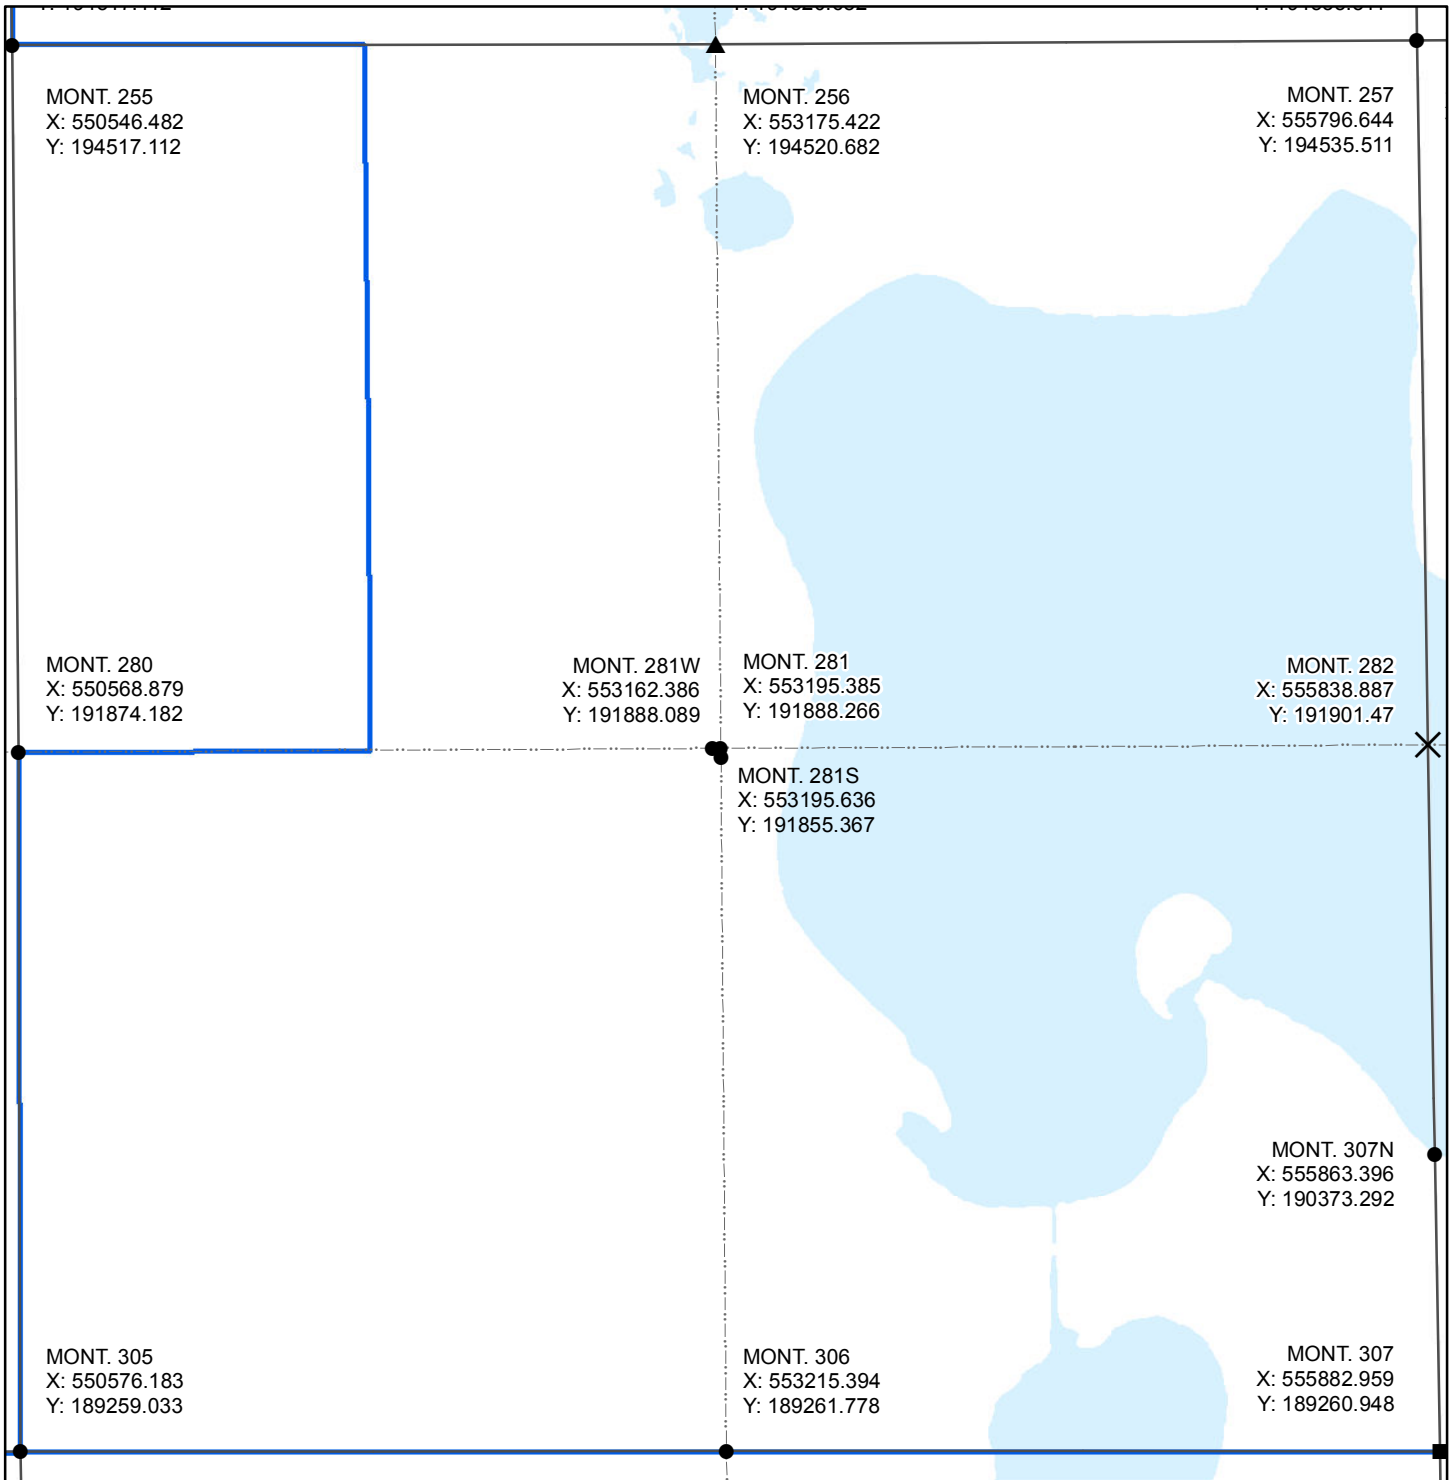 MONT. 255
X: 550546.482
Y: 194517.112
MONT. 256
X: 553175.422
Y: 194520.682
MONT. 257
X: 555796.644
Y: 194535.511
MONT. 280
X: 550568.879
Y: 191874.182
MONT. 281W
X: 553162.386
Y: 191888.089
MONT. 281
X: 553195.385
Y: 191888.266
MONT. 282
X: 555838.887
Y: 191901.47
MONT. 281S
X: 553195.636
Y: 191855.367
MONT. 307N
X: 555863.396
Y: 190373.292
MONT. 305
X: 550576.183
Y: 189259.033
MONT. 306
X: 553215.394
Y: 189261.778
MONT. 307
X: 555882.959
Y: 189260.948